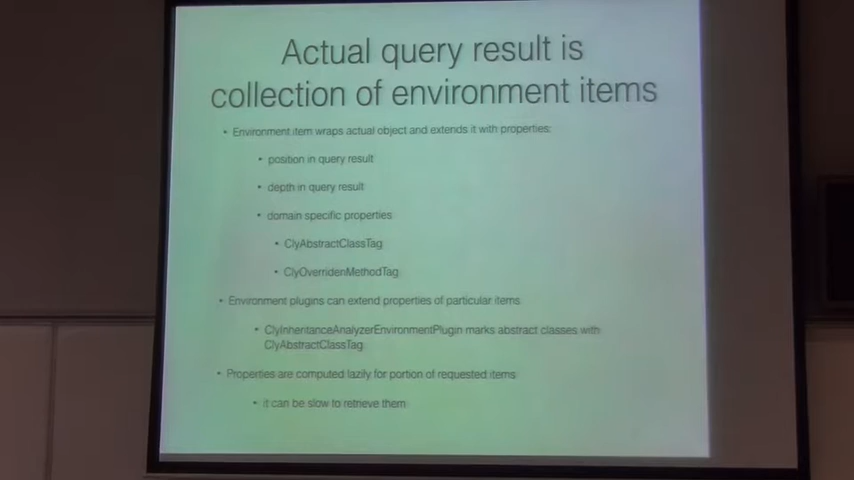 Actual query result is
collection of environment items
• Environment item wraps actual object and extends it with properties:
• position in query result
• depth in query result
• domain specific properties
• ClyAbstractClassTag
• ClyOverridenMethodTag
• Environment plugins can extend properties of particular items
• ClyInheritanceAnalyzerEnvironmentPlugin marks abstract classes with
ClyAbstractClassTag
• Properties are computed lazily for portion of requested items
• it can be slow to retrieve them